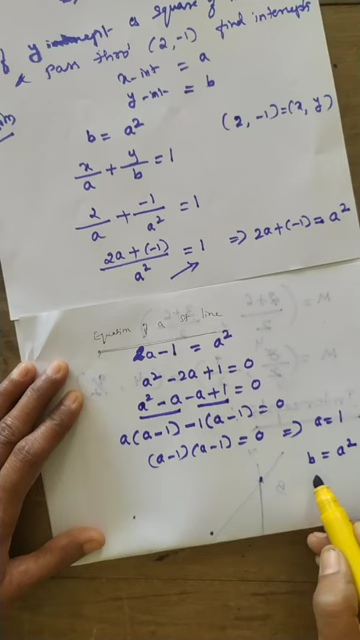 y intercept is square of
& pass thro (2, -1) find intercepts
x-int = a
y-int = b
b = a²
(2, -1) = (x, y)
x/a + y/b = 1
2/a + -1/a² = 1
2a + (-1) / a² = 1 ⇒ 2a + (-1) = a²
Equation of a of line
2a - 1 = a²
a² - 2a + 1 = 0
a² - a - a + 1 = 0
a(a-1) - 1(a-1) = 0
(a-1)(a-1) = 0 ⇒ a = 1
b = a²